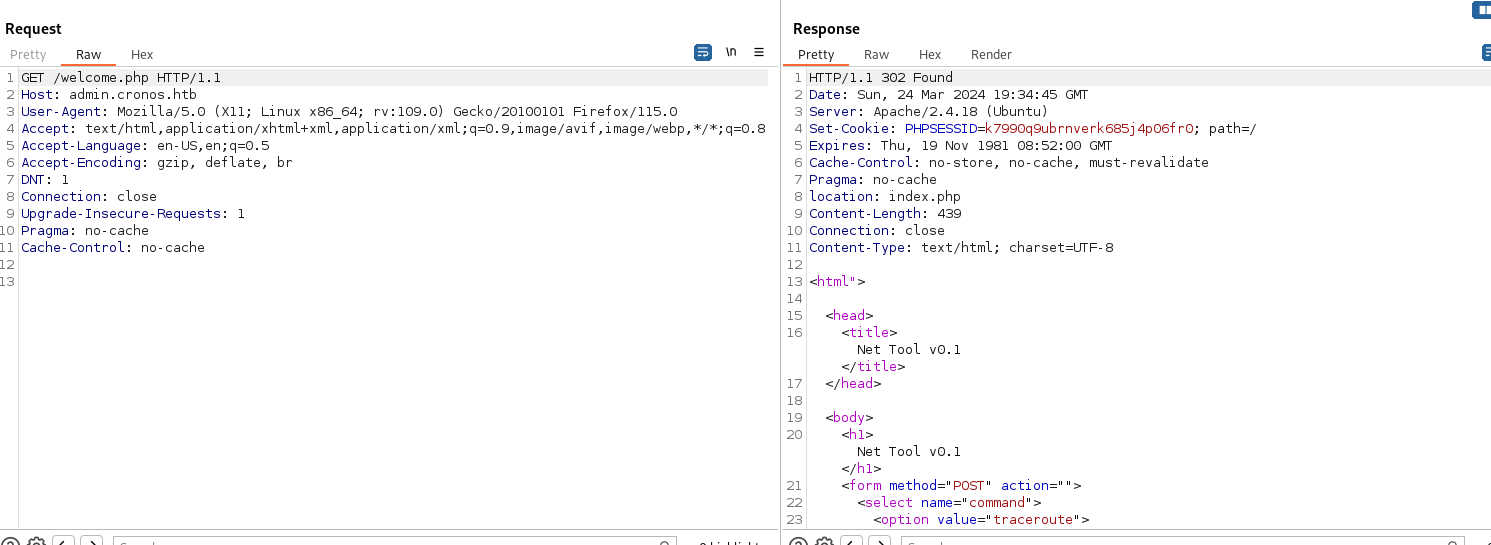 Request
Pretty Raw Hex
\n
1 GET /welcome.php HTTP/1.1
2 Host: admin.cronos.htb
3 User-Agent: Mozilla/5.0 (X11; Linux x86_64; rv:109.0) Gecko/20100101 Firefox/115.0
4 Accept: text/html,application/xhtml+xml,application/xml;q=0.9,image/avif,image/webp,*/*;q=0.8
5 Accept-Language: en-US,en;q=0.5
6 Accept-Encoding: gzip, deflate, br
7 DNT: 1
8 Connection: close
9 Upgrade-Insecure-Requests: 1
10 Pragma: no-cache
11 Cache-Control: no-cache
12
13
Response
Pretty Raw Hex Render
1 HTTP/1.1 302 Found
2 Date: Sun, 24 Mar 2024 19:34:45 GMT
3 Server: Apache/2.4.18 (Ubuntu)
4 Set-Cookie: PHPSESSID=k7990q9ubrnverk685j4p06fr0; path=/
5 Expires: Thu, 19 Nov 1981 08:52:00 GMT
6 Cache-Control: no-store, no-cache, must-revalidate
7 Pragma: no-cache
8 location: index.php
9 Content-Length: 439
10 Connection: close
11 Content-Type: text/html; charset=UTF-8
12
13 <html">
14
15 <head>
16 <title>
Net Tool v0.1
</title>
17 </head>
18
19 <body>
20 <h1>
Net Tool v0.1
</h1>
21 <form method="POST" action="">
22 <select name="command">
23 <option value="traceroute">